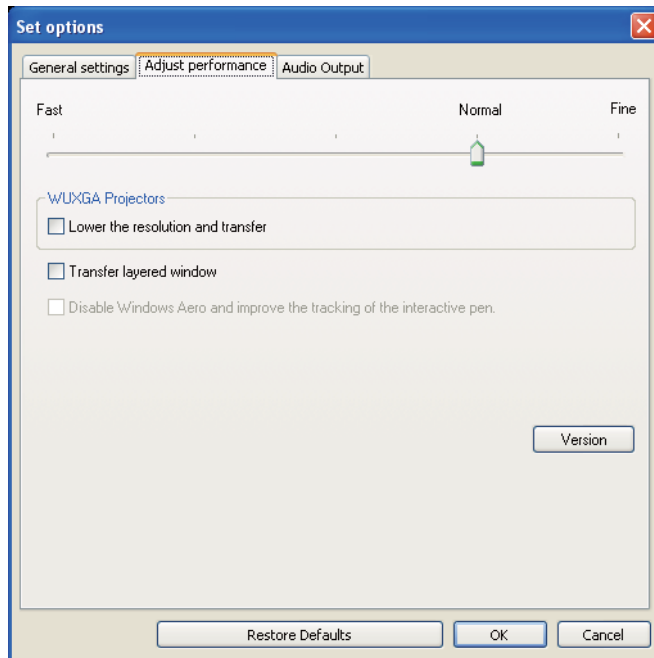 Set options
General settings Adjust performance Audio Output
Fast Normal Fine
WUXGA Projectors
Lower the resolution and transfer
Transfer layered window
Disable Windows Aero and improve the tracking of the interactive pen.
Version
Restore Defaults OK Cancel